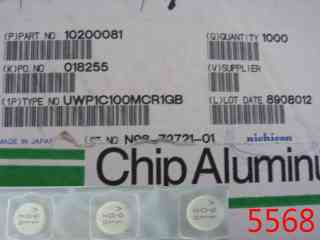 (P)PART NO 10200081 (Q)QUANTITY 1000
(K)PO.NO 018255 (V)SUPPLIER
(1P)TYPE NO UWP1C100MCR1GB (L)LOT DATE 8908012
MADE IN JAPAN nichicon
Chip Aluminu
5568